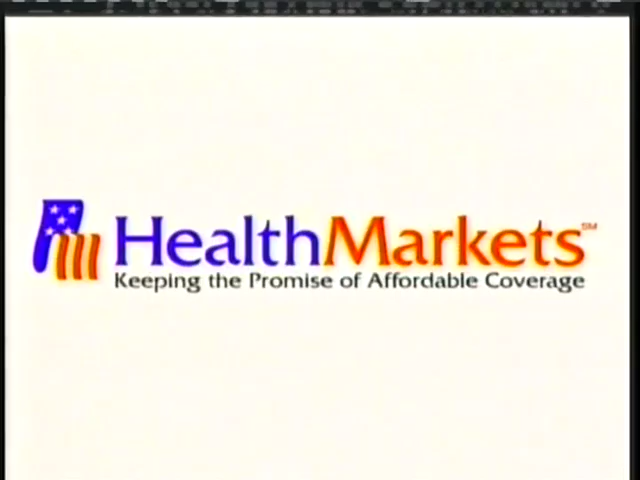 HealthMarkets℠
Keeping the Promise of Affordable Coverage